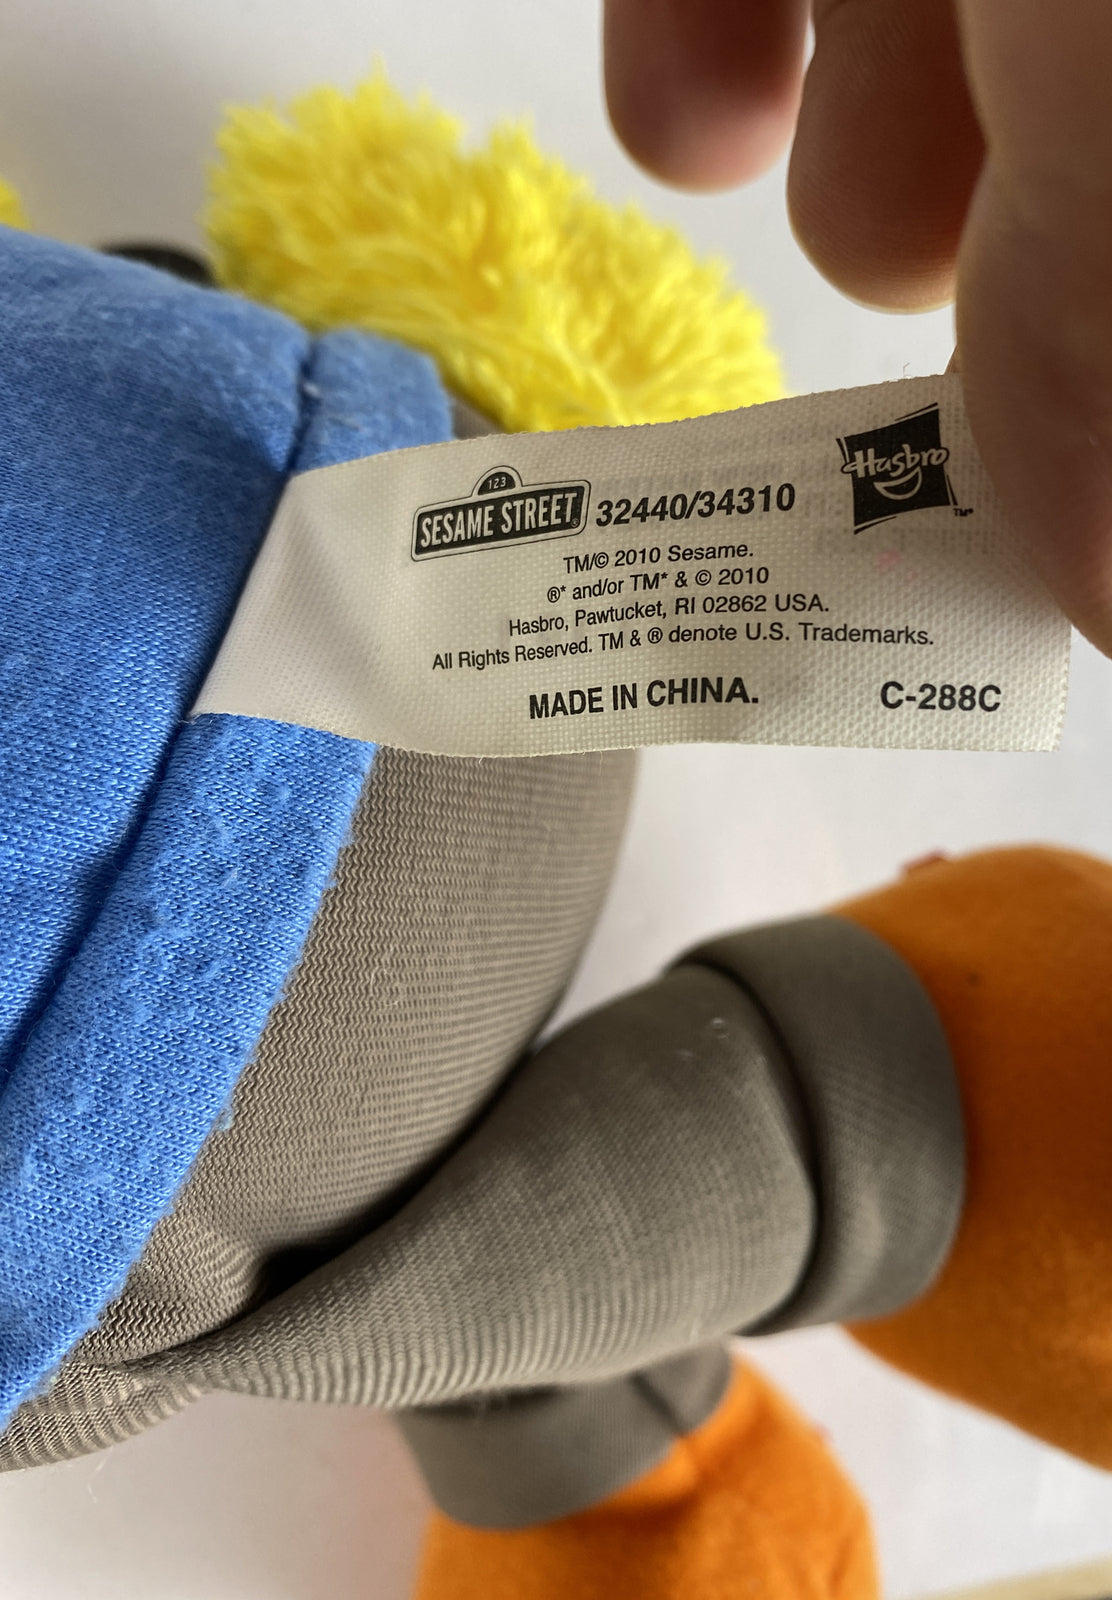 123
SESAME STREET® 32440/34310
Hasbro ™*
TM/© 2010 Sesame.
®* and/or TM* & © 2010
Hasbro, Pawtucket, RI 02862 USA.
All Rights Reserved. TM & ® denote U.S. Trademarks.
MADE IN CHINA. C-288C